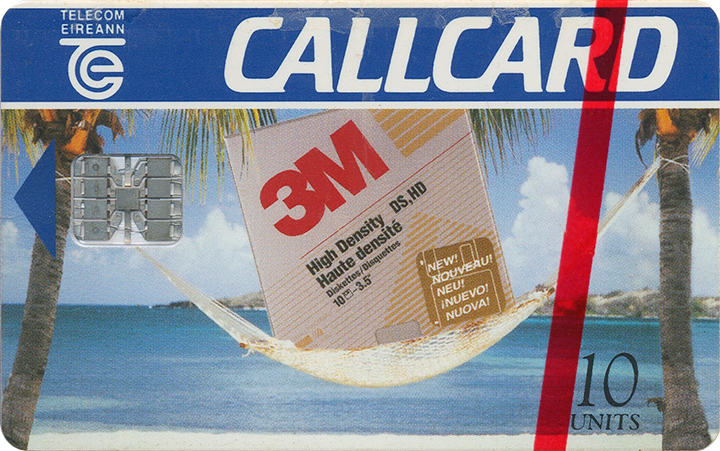 TELECOM
EIREANN
CALLCARD
3M
High Density DS,HD
Haute densité
Diskettes/Disquettes
10 -3.5"
NEW!
NOUVEAU!
NEU!
¡NUEVO!
NUOVA!
10
UNITS